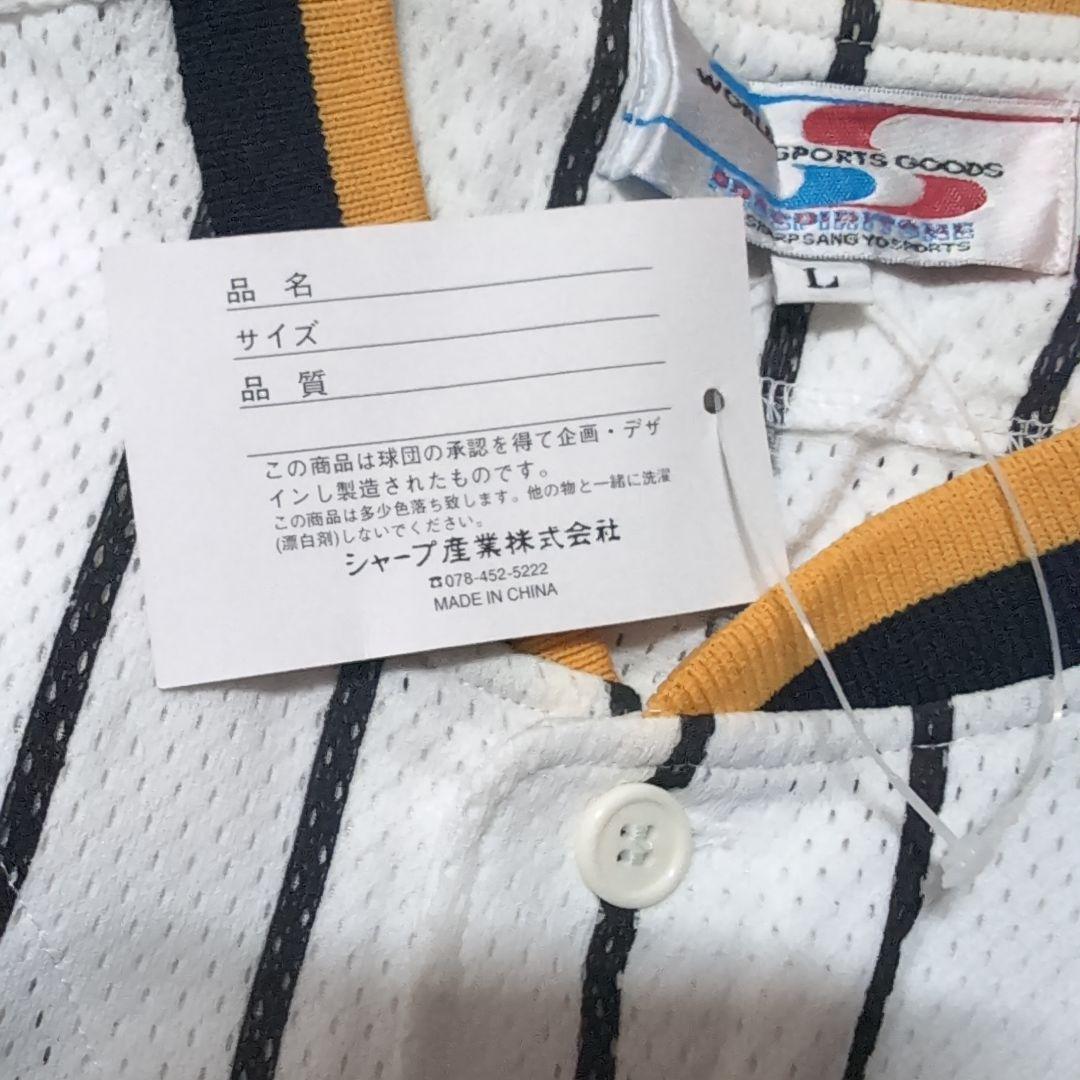 WORL
SPORTS GOODS
SPIRITSME
SANGYO SPORTS
L
品 名
サイズ
品 質
この商品は球団の承認を得て企画・デザ
インし製造されたものです。
この商品は多少色落ち致します。他の物と一緒に洗濯
(漂白剤)しないでください。
シャープ産業株式会社
☎078-452-5222
MADE IN CHINA